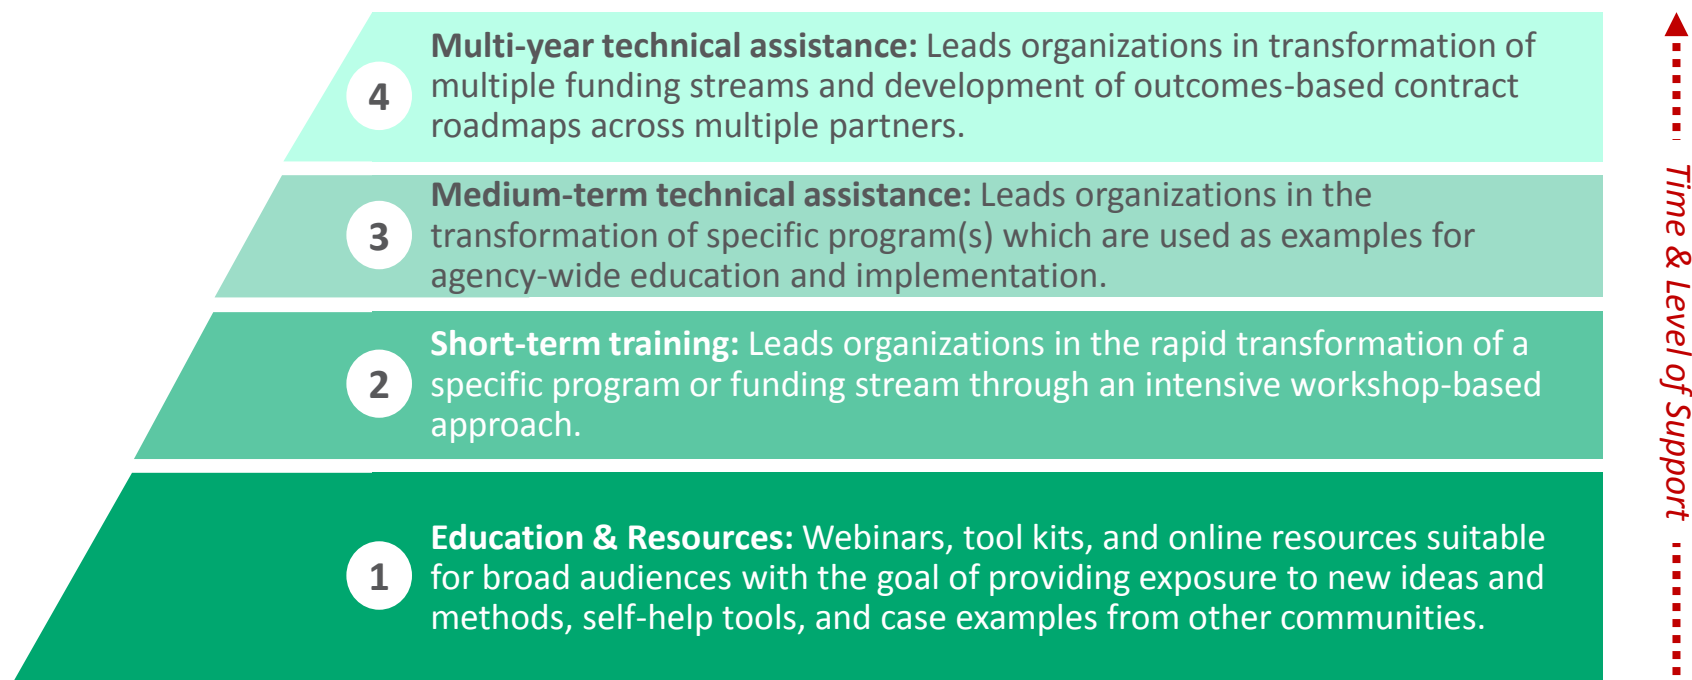 4
Multi-year technical assistance: Leads organizations in transformation of
multiple funding streams and development of outcomes-based contract
roadmaps across multiple partners.
3
Medium-term technical assistance: Leads organizations in the
transformation of specific program(s) which are used as examples for
agency-wide education and implementation.
2
Short-term training: Leads organizations in the rapid transformation of a
specific program or funding stream through an intensive workshop-based
approach.
1
Education & Resources: Webinars, tool kits, and online resources suitable
for broad audiences with the goal of providing exposure to new ideas and
methods, self-help tools, and case examples from other communities.
Time & Level of Support